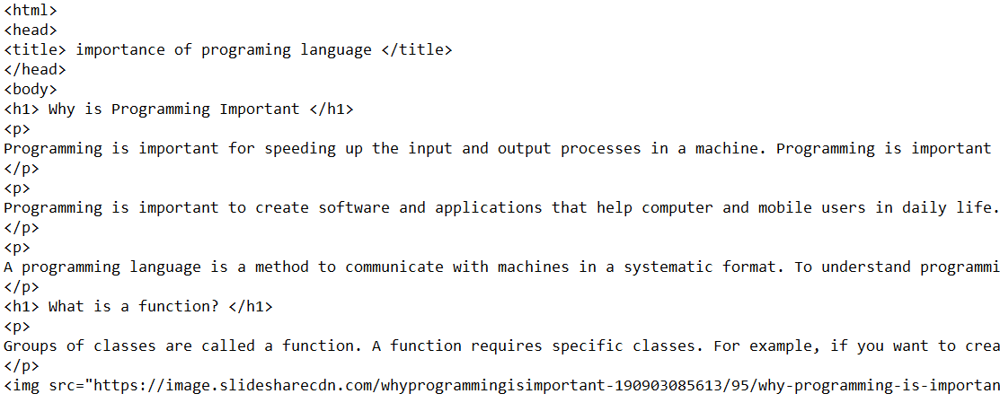 <html>
<head>
<title> importance of programing language </title>
</head>
<body>
<h1> Why is Programming Important </h1>
<p>
Programming is important for speeding up the input and output processes in a machine. Programming is important
</p>
<p>
Programming is important to create software and applications that help computer and mobile users in daily life.
</p>
<p>
A programming language is a method to communicate with machines in a systematic format. To understand programmi
</p>
<h1> What is a function? </h1>
<p>
Groups of classes are called a function. A function requires specific classes. For example, if you want to crea
</p>
<img src="https://image.slidesharecdn.com/whyprogrammingisimportant-190903085613/95/why-programming-is-importan